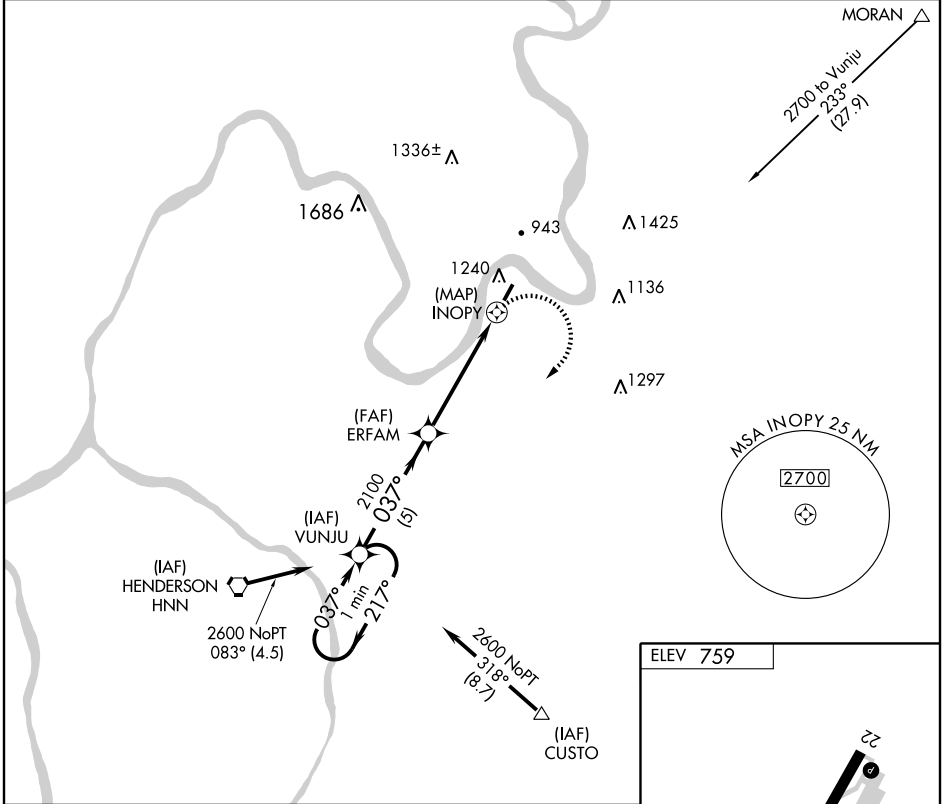 MORAN
2700 to Vunju
233°
(27.9)
1336±
1686
943
1425
1240
(MAP)
INOPY
1136
1297
(FAF)
ERFAM
MSA INOPY 25 NM
2700
2100
037°
(5)
(IAF)
VUNJU
(IAF)
HENDERSON
HNN
037°
1 min
217°
2600 NoPT
083° (4.5)
2600 NoPT
318°
(8.7)
(IAF)
CUSTO
ELEV 759
22
P